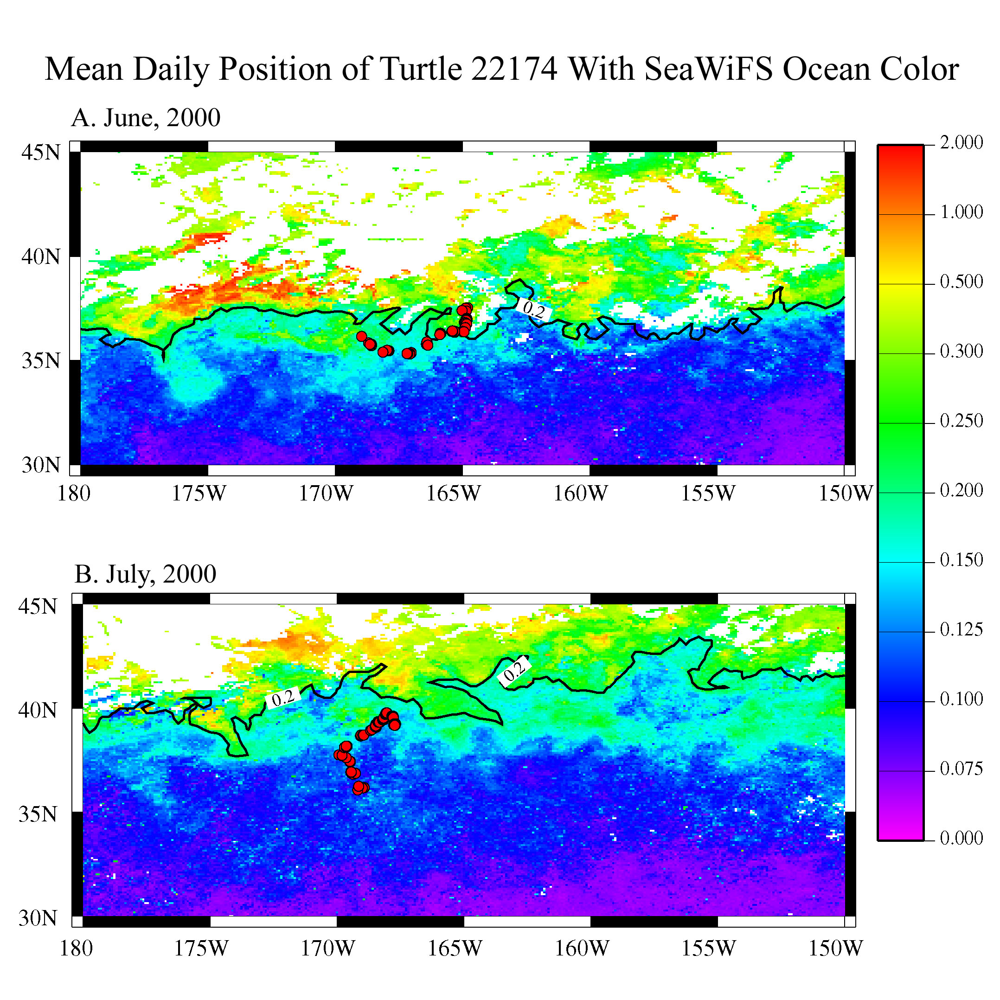 Mean Daily Position of Turtle 22174 With SeaWiFS Ocean Color
A. June, 2000
45N
40N
35N
30N
0.2
180 175W 170W 165W 160W 155W 150W
B. July, 2000
45N
40N
35N
30N
0.2
0.2
180 175W 170W 165W 160W 155W 150W
2.000
1.000
0.500
0.300
0.250
0.200
0.150
0.125
0.100
0.075
0.000